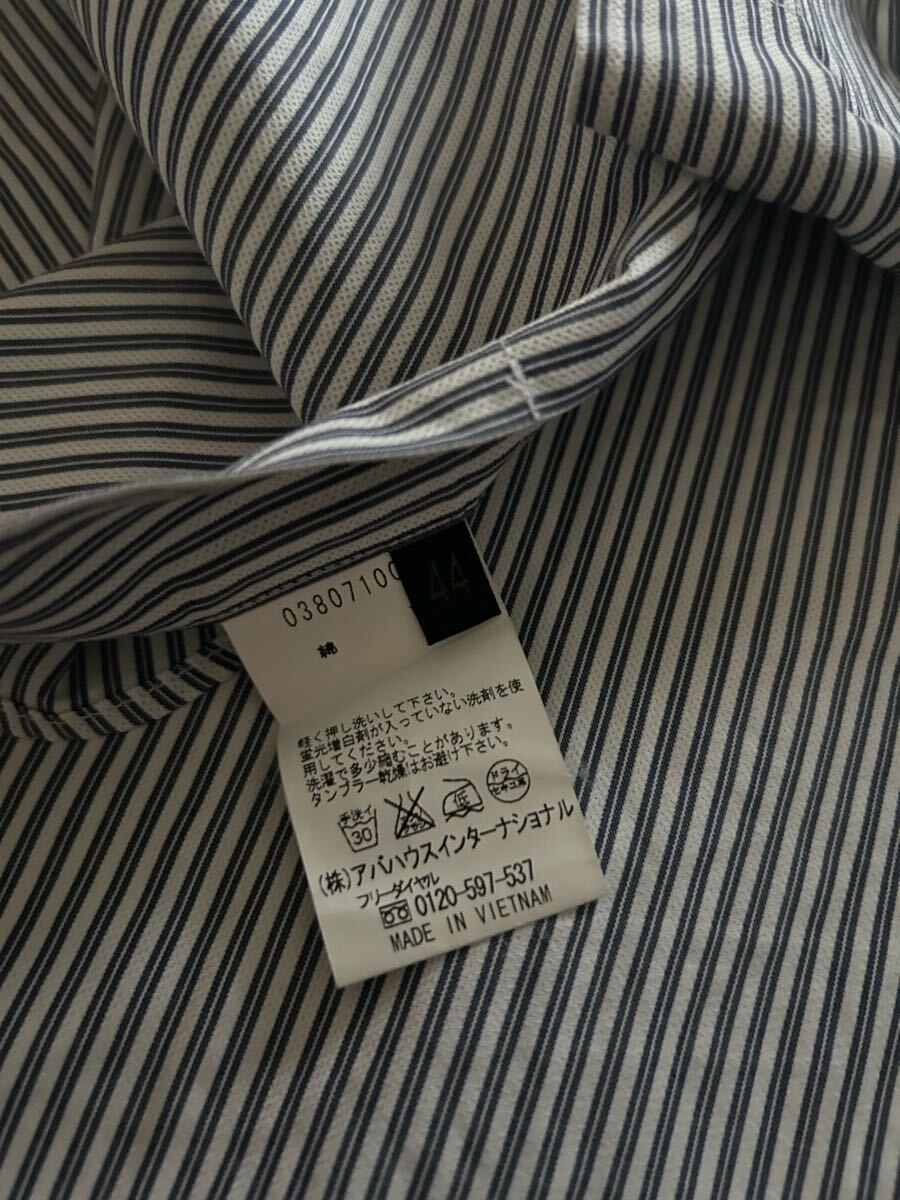 44
0380710
綿
軽く押し洗いして下さい。
蛍光増白剤が入っていない洗剤を使
用してください。
洗濯で多少縮むことがあります。
タンブラー乾燥はお避け下さい。
手洗イ
30
低
ドライ
セキユ系
(株)アバハウスインターナショナル
フリーダイヤル
0120-597-537
MADE IN VIETNAM